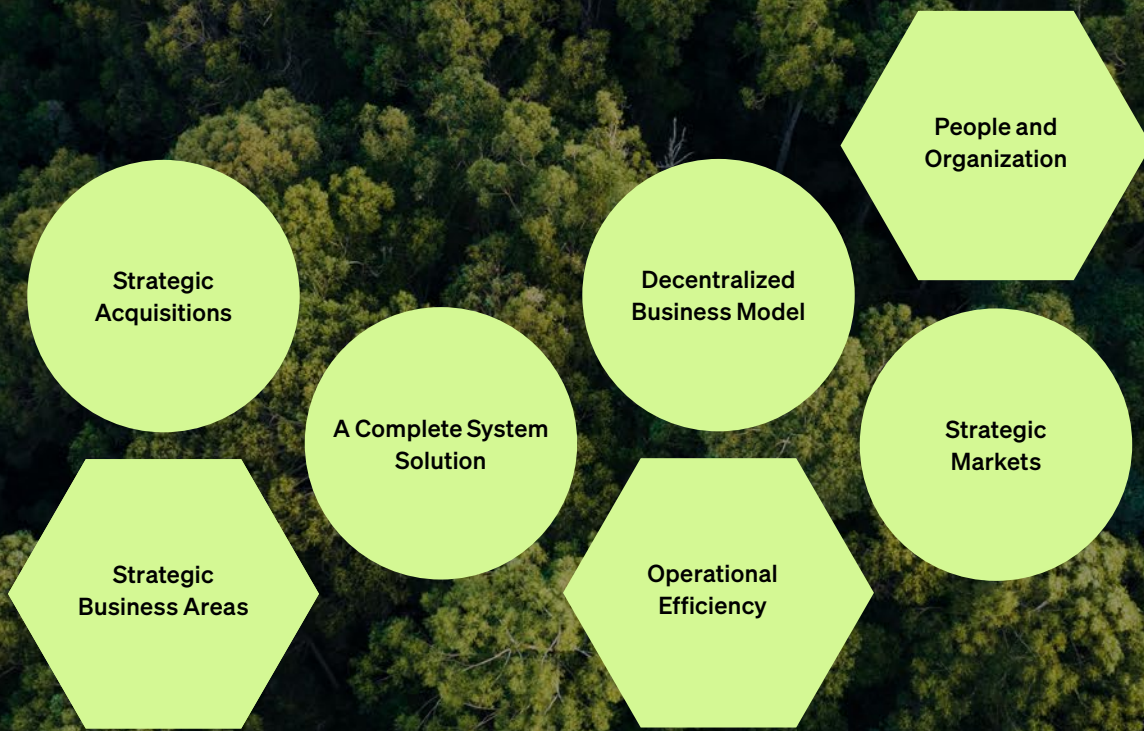 People and
Organization
Strategic
Acquisitions
Decentralized
Business Model
A Complete System
Solution
Strategic
Markets
Strategic
Business Areas
Operational
Efficiency